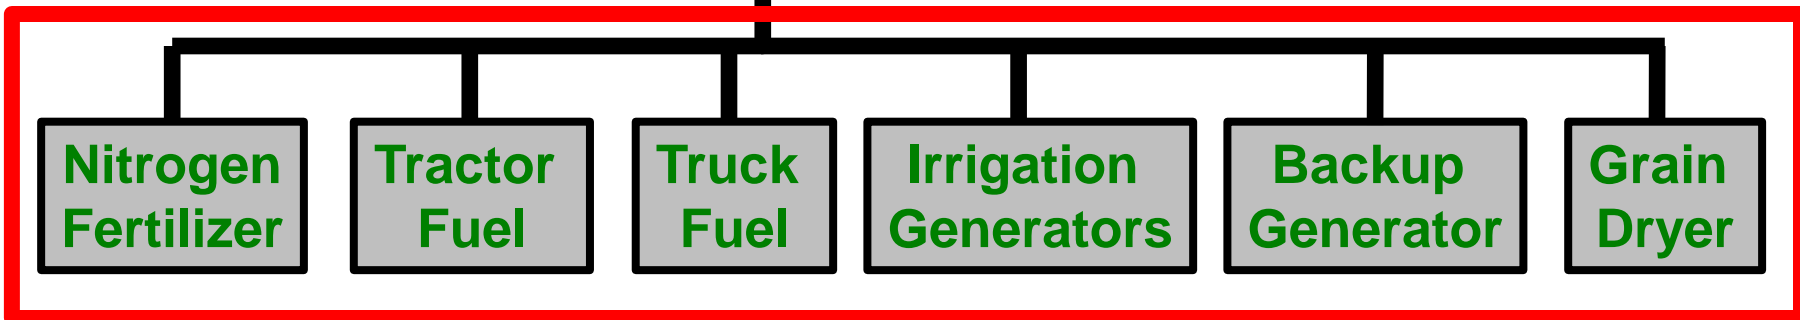 Nitrogen
Fertilizer
Tractor
Fuel
Truck
Fuel
Irrigation
Generators
Backup
Generator
Grain
Dryer